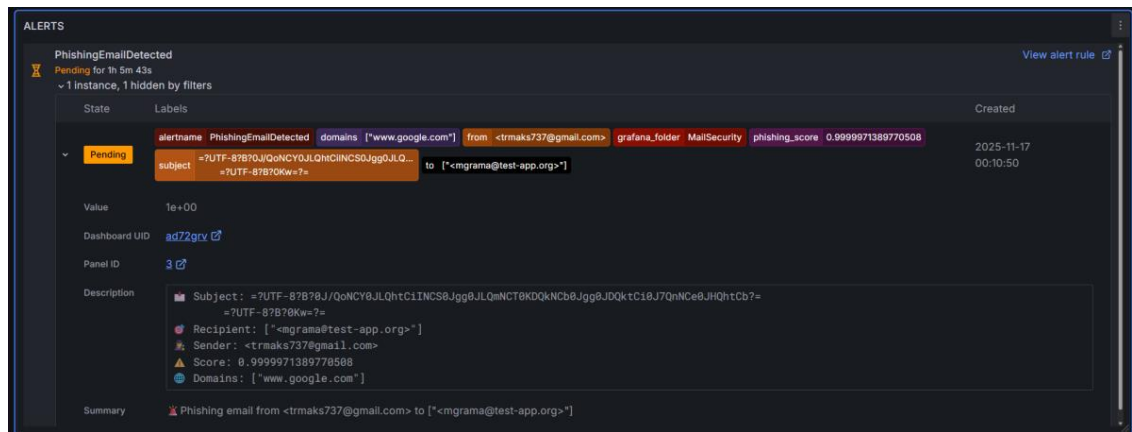 ALERTS
PhishingEmailDetected
View alert rule
Pending for 1h 5m 43s
1 instance, 1 hidden by filters
State Labels Created
Pending
alertname PhishingEmailDetected domains ["www.google.com"] from <trmaks737@gmail.com> grafana_folder MailSecurity phishing_score 0.9999971389770508
subject =?UTF-8?B?0J/QoNCY0JLQhtCiINCS0Jgg0JLQ...
=?UTF-8?B?0Kw=?=
to ["<mgrama@test-app.org>"]
2025-11-17
00:10:50
Value 1e+00
Dashboard UID ad72grv
Panel ID 3
Description
Subject: =?UTF-8?B?0J/QoNCY0JLQhtCiINCS0Jgg0JLQmNCT0KDQkNCb0Jgg0JDQktCi0J7QnNCe0JHQhtCb?=
=?UTF-8?B?0Kw=?=
Recipient: ["<mgrama@test-app.org>"]
Sender: <trmaks737@gmail.com>
Score: 0.9999971389770508
Domains: ["www.google.com"]
Summary Phishing email from <trmaks737@gmail.com> to ["<mgrama@test-app.org>"]